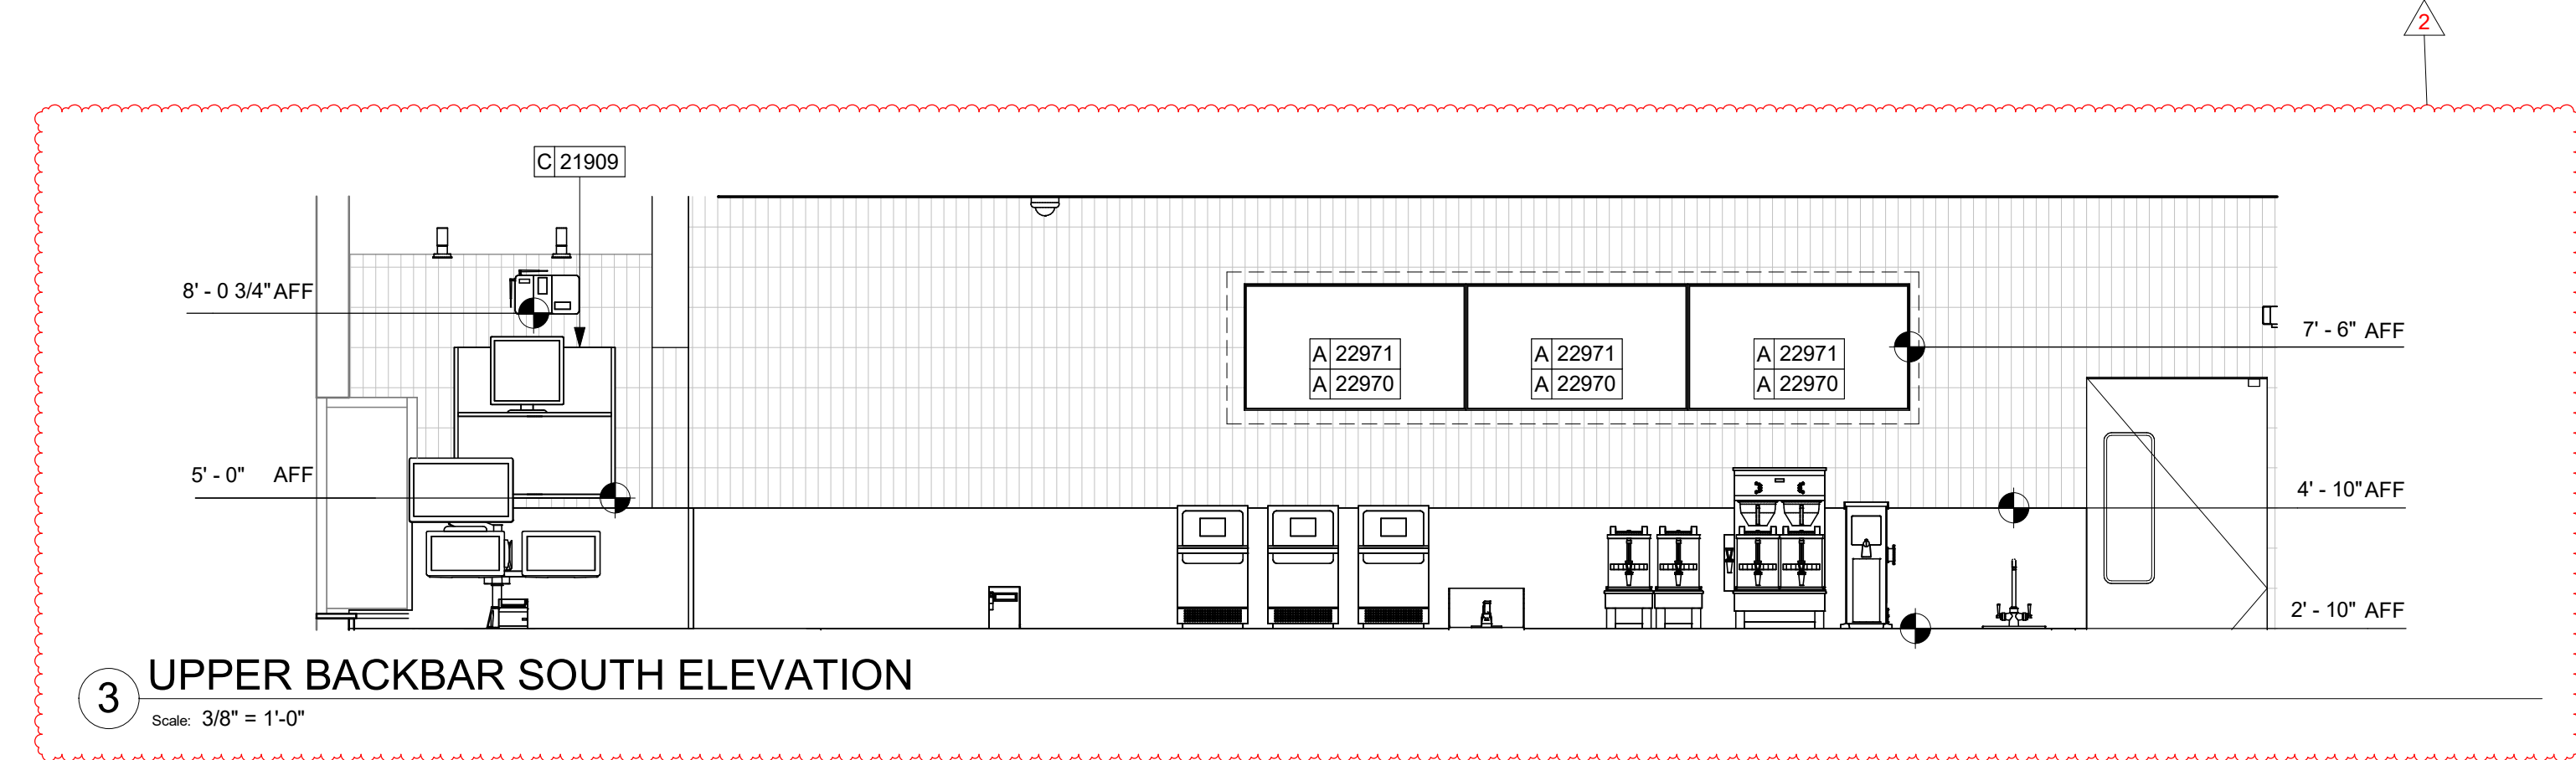 2
C 21909
8' - 0 3/4" AFF
7' - 6" AFF
A 22971 A 22971 A 22971
A 22970 A 22970 A 22970
5' - 0" AFF
4' - 10" AFF
2' - 10" AFF
3 UPPER BACKBAR SOUTH ELEVATION
Scale: 3/8" = 1'-0"